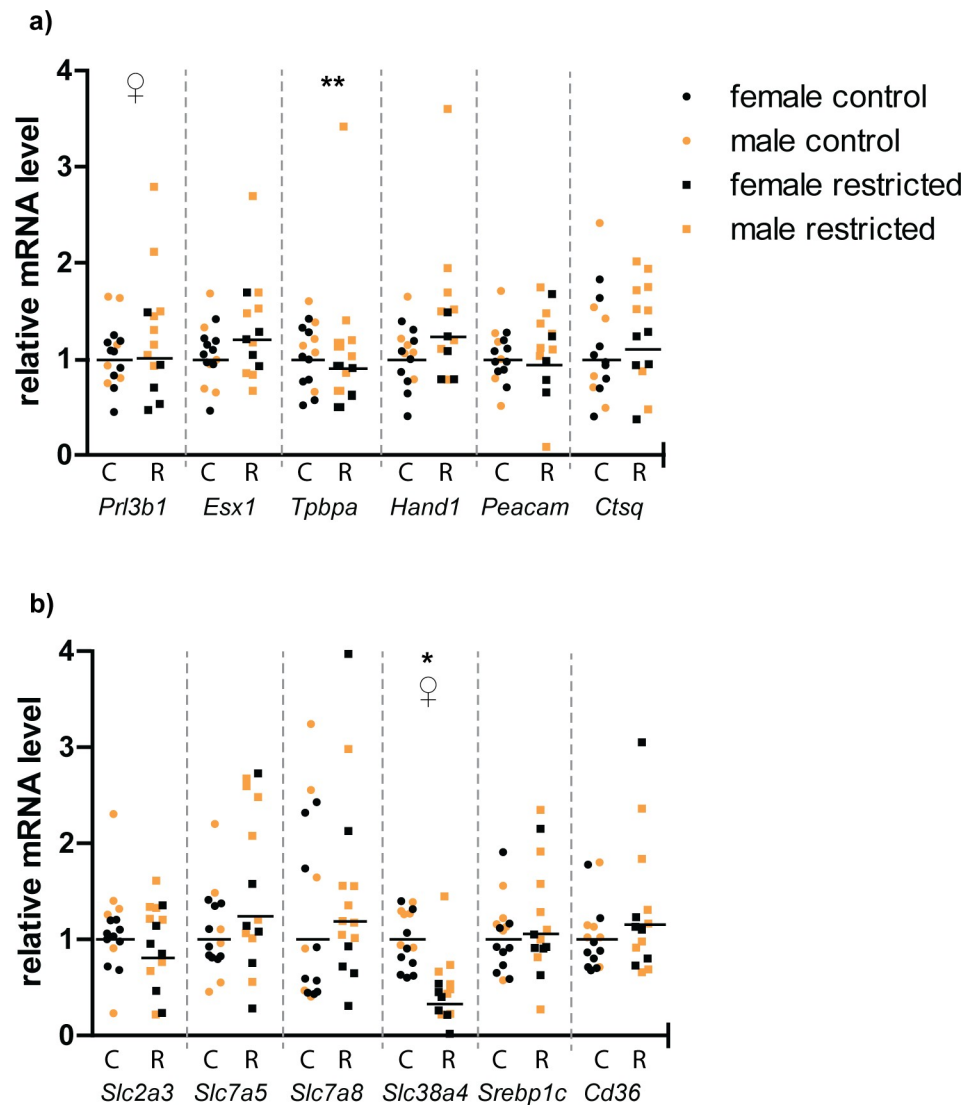 a)
relative mRNA level
4
3
2
1
0
♀
**
female control
male control
female restricted
male restricted
C R C R C R C R C R C R
Prl3b1 Esx1 Tpbpa Hand1 Peacam Ctsq
b)
relative mRNA level
4
3
2
1
0
*
♀
C R C R C R C R C R C R
Slc2a3 Slc7a5 Slc7a8 Slc38a4 Srebp1c Cd36